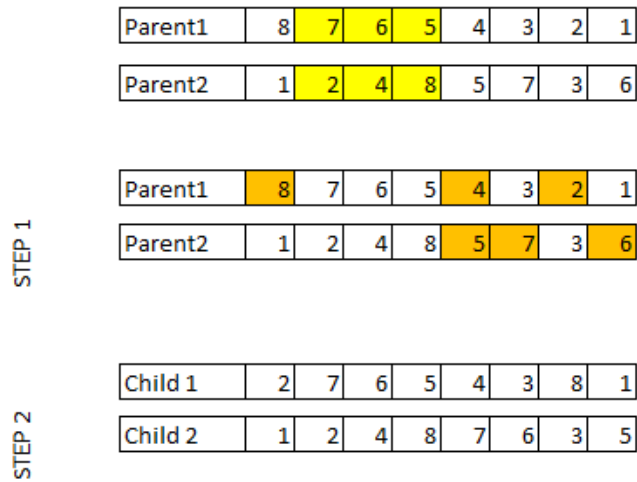 Parent1 8 7 6 5 4 3 2 1
Parent2 1 2 4 8 5 7 3 6
STEP 1
Parent1 8 7 6 5 4 3 2 1
Parent2 1 2 4 8 5 7 3 6
STEP 2
Child 1 2 7 6 5 4 3 8 1
Child 2 1 2 4 8 7 6 3 5